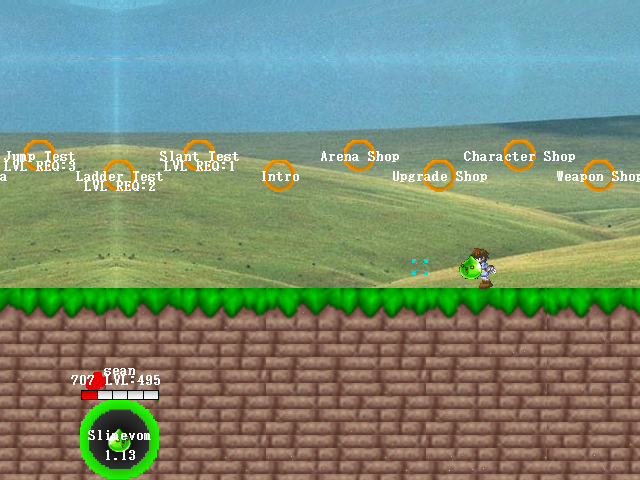 Jump Test
LVL REQ:3
a
Ladder Test
LVL REQ:2
Slant Test
LVL REQ:1
Intro
Arena Shop
Upgrade Shop
Character Shop
Weapon Shop
sean
707 LVL:495
Slimevom
1.13